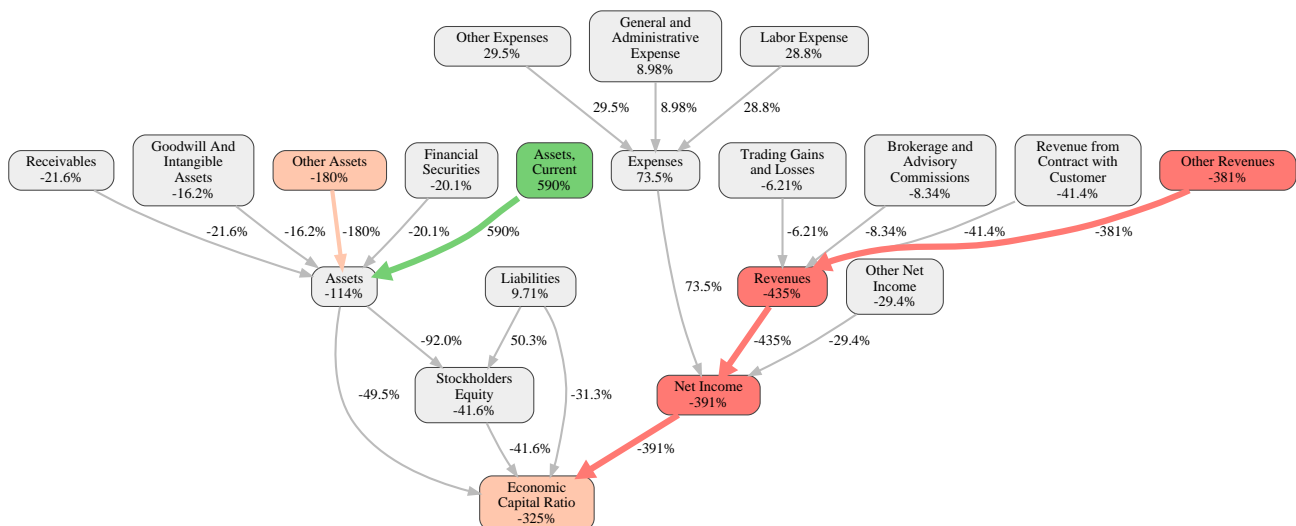 Other Expenses
29.5%
General and
Administrative
Expense
8.98%
Labor Expense
28.8%
29.5%
8.98%
28.8%
Receivables
-21.6%
Goodwill And
Intangible
Assets
-16.2%
Other Assets
-180%
Financial
Securities
-20.1%
Assets,
Current
590%
Expenses
73.5%
Trading Gains
and Losses
-6.21%
Brokerage and
Advisory
Commissions
-8.34%
Revenue from
Contract with
Customer
-41.4%
Other Revenues
-381%
-21.6%
-16.2%
-180%
-20.1%
590%
-6.21%
-8.34%
-41.4%
-381%
Assets
-114%
Liabilities
9.71%
73.5%
Revenues
-435%
Other Net
Income
-29.4%
-92.0%
50.3%
-435%
-29.4%
-49.5%
Stockholders
Equity
-41.6%
-31.3%
Net Income
-391%
-41.6%
-391%
Economic
Capital Ratio
-325%